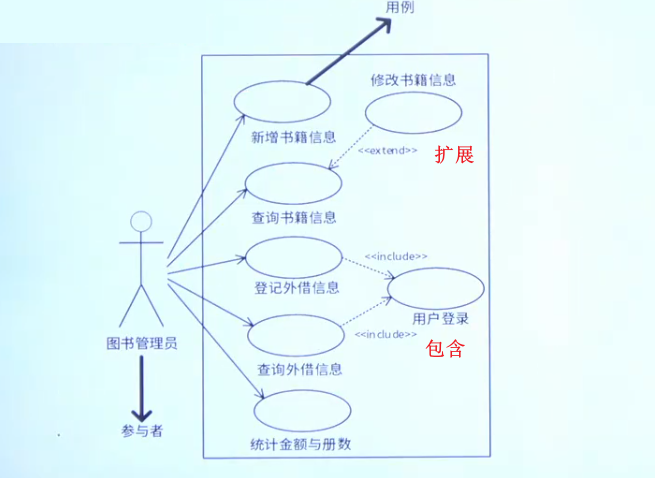 用例
修改书籍信息
新增书籍信息
<<extend>>
扩展
查询书籍信息
<<include>>
登记外借信息
用户登录
<<include>>
图书管理员
包含
查询外借信息
参与者
统计金额与册数